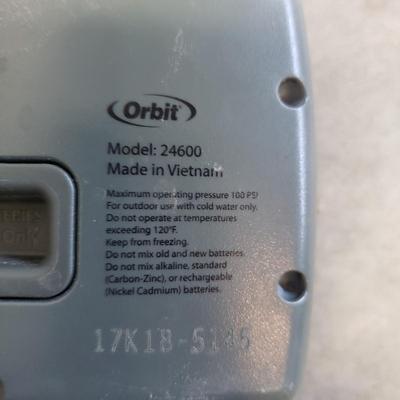 Orbit
Model: 24600
Made in Vietnam
Maximum operating pressure 100 PSI
For outdoor use with cold water only.
Do not operate at temperatures
exceeding 120°F.
Keep from freezing.
Do not mix old and new batteries.
Do not mix alkaline, standard
(Carbon-Zinc), or rechargeable
(Nickel Cadmium) batteries.